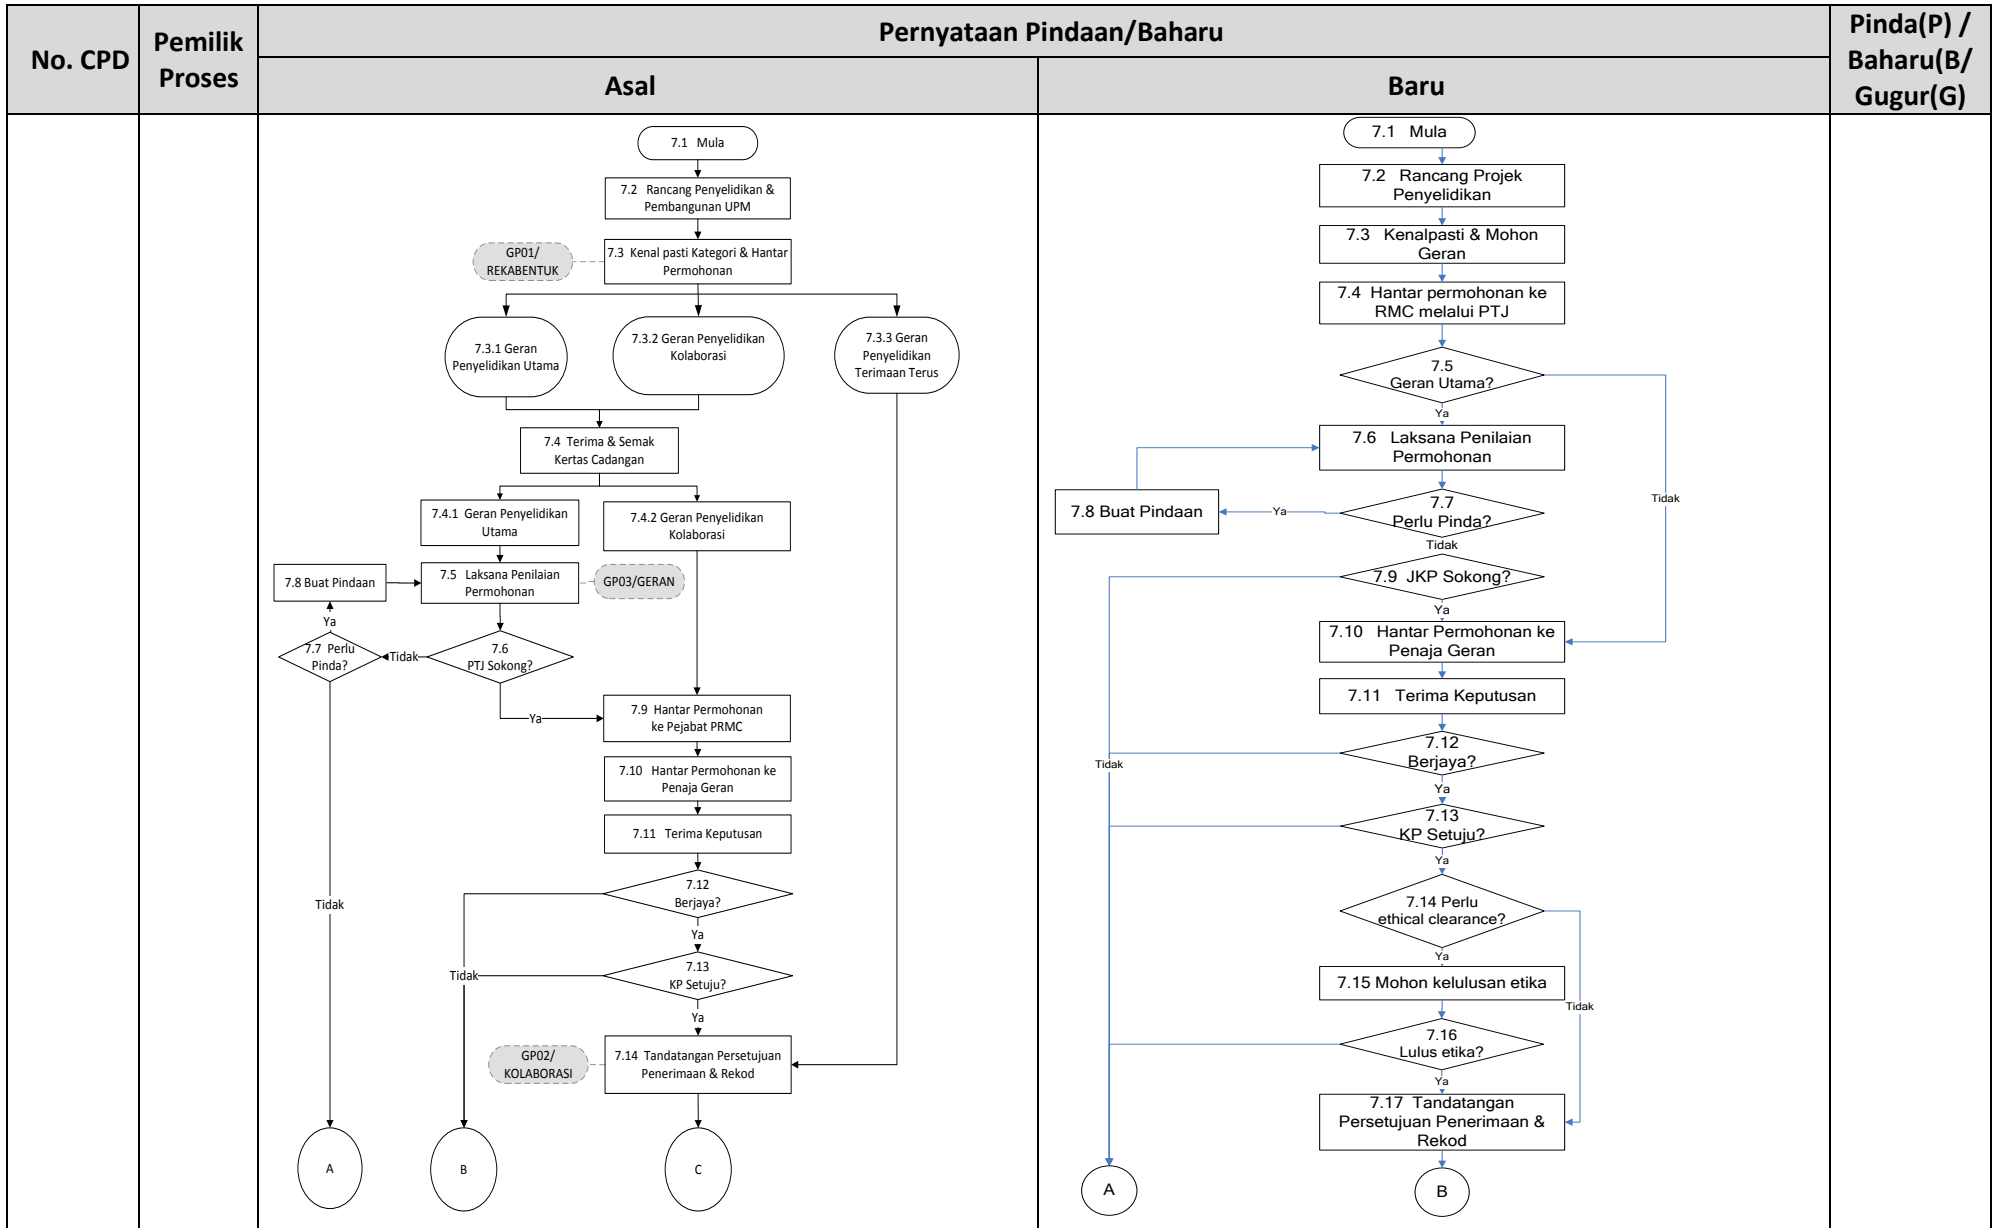 No. CPD
Pemilik
Proses
Pernyataan Pindaan/Baharu
Asal
Baru
Pinda(P) /
Baharu(B/
Gugur(G)
7.1 Mula
7.2 Rancang Penyelidikan &
Pembangunan UPM
GP01/
REKABENTUK
7.3 Kenal pasti Kategori & Hantar
Permohonan
7.3.1 Geran
Penyelidikan Utama
7.3.2 Geran Penyelidikan
Kolaborasi
7.3.3 Geran
Penyelidikan
Terimaan Terus
7.4 Terima & Semak
Kertas Cadangan
7.4.1 Geran Penyelidikan
Utama
7.4.2 Geran Penyelidikan
Kolaborasi
7.8 Buat Pindaan
7.5 Laksana Penilaian
Permohonan
GP03/GERAN
Ya
7.7 Perlu
Pinda?
Tidak
7.6
PTJ Sokong?
Ya
7.9 Hantar Permohonan
ke Pejabat PRMC
7.10 Hantar Permohonan ke
Penaja Geran
7.11 Terima Keputusan
7.12
Berjaya?
Tidak
Ya
Tidak
7.13
KP Setuju?
Ya
GP02/
KOLABORASI
7.14 Tandatangan Persetujuan
Penerimaan & Rekod
A
B
C
7.1 Mula
7.2 Rancang Projek
Penyelidikan
7.3 Kenalpasti & Mohon
Geran
7.4 Hantar permohonan ke
RMC melalui PTJ
7.5
Geran Utama?
Ya
7.6 Laksana Penilaian
Permohonan
Tidak
7.8 Buat Pindaan
Ya
7.7
Perlu Pinda?
Tidak
7.9 JKP Sokong?
Ya
7.10 Hantar Permohonan ke
Penaja Geran
7.11 Terima Keputusan
7.12
Berjaya?
Tidak
Ya
7.13
KP Setuju?
Ya
7.14 Perlu
ethical clearance?
Ya
7.15 Mohon kelulusan etika
Tidak
7.16
Lulus etika?
Ya
7.17 Tandatangan
Persetujuan Penerimaan &
Rekod
A
B